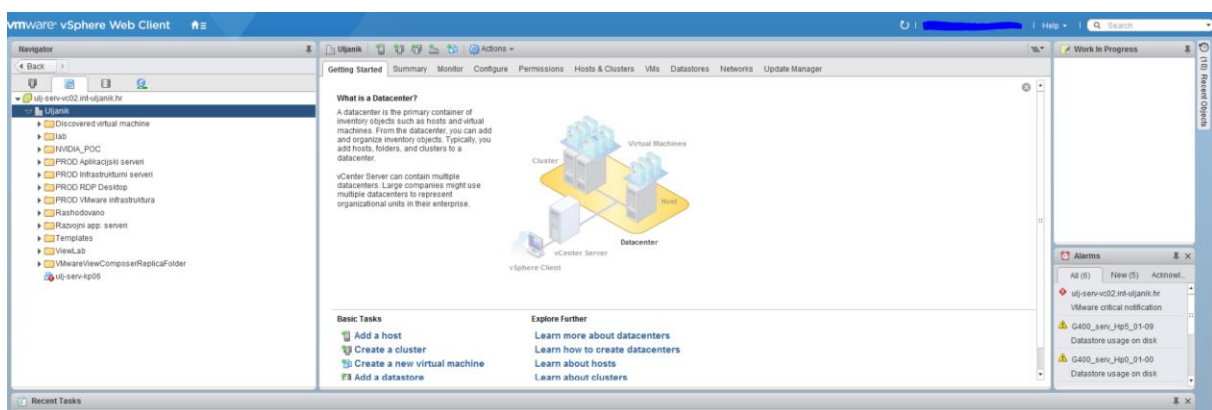 vmware® vSphere Web Client
Help
Search
Navigator
Back
ulj-serv-vc02.int-uljanik.hr
Uljanik
Discovered virtual machine
lab
NVIDIA_POC
PROD Aplikacijski serveri
PROD Infrastrukturni serveri
PROD RDP Desktop
PROD VMware infrastruktura
Rashodovano
Razvojni app. serveri
Templates
ViewLab
VMwareViewComposerReplicaFolder
ulj-serv-kp06
Uljanik
Actions
Getting Started Summary Monitor Configure Permissions Hosts & Clusters VMs Datastores Networks Update Manager
What is a Datacenter?
A datacenter is the primary container of
inventory objects such as hosts and virtual
machines. From the datacenter, you can add
and organize inventory objects. Typically, you
add hosts, folders, and clusters to a
datacenter.
vCenter Server can contain multiple
datacenters. Large companies might use
multiple datacenters to represent
organizational units in their enterprise.
Virtual Machines
Cluster
Host
Datacenter
vCenter Server
vSphere Client
Basic Tasks
Add a host
Create a cluster
Create a new virtual machine
Add a datastore
Explore Further
Learn more about datacenters
Learn how to create datacenters
Learn about hosts
Learn about clusters
Work In Progress
(10) Recent Objects
Alarms
All (6) New (5) Acknowl...
ulj-serv-vc02.int-uljanik.hr
VMware critical notification
G400_serv_Hp5_01-09
Datastore usage on disk
G400_serv_Hp0_01-00
Datastore usage on disk
Recent Tasks